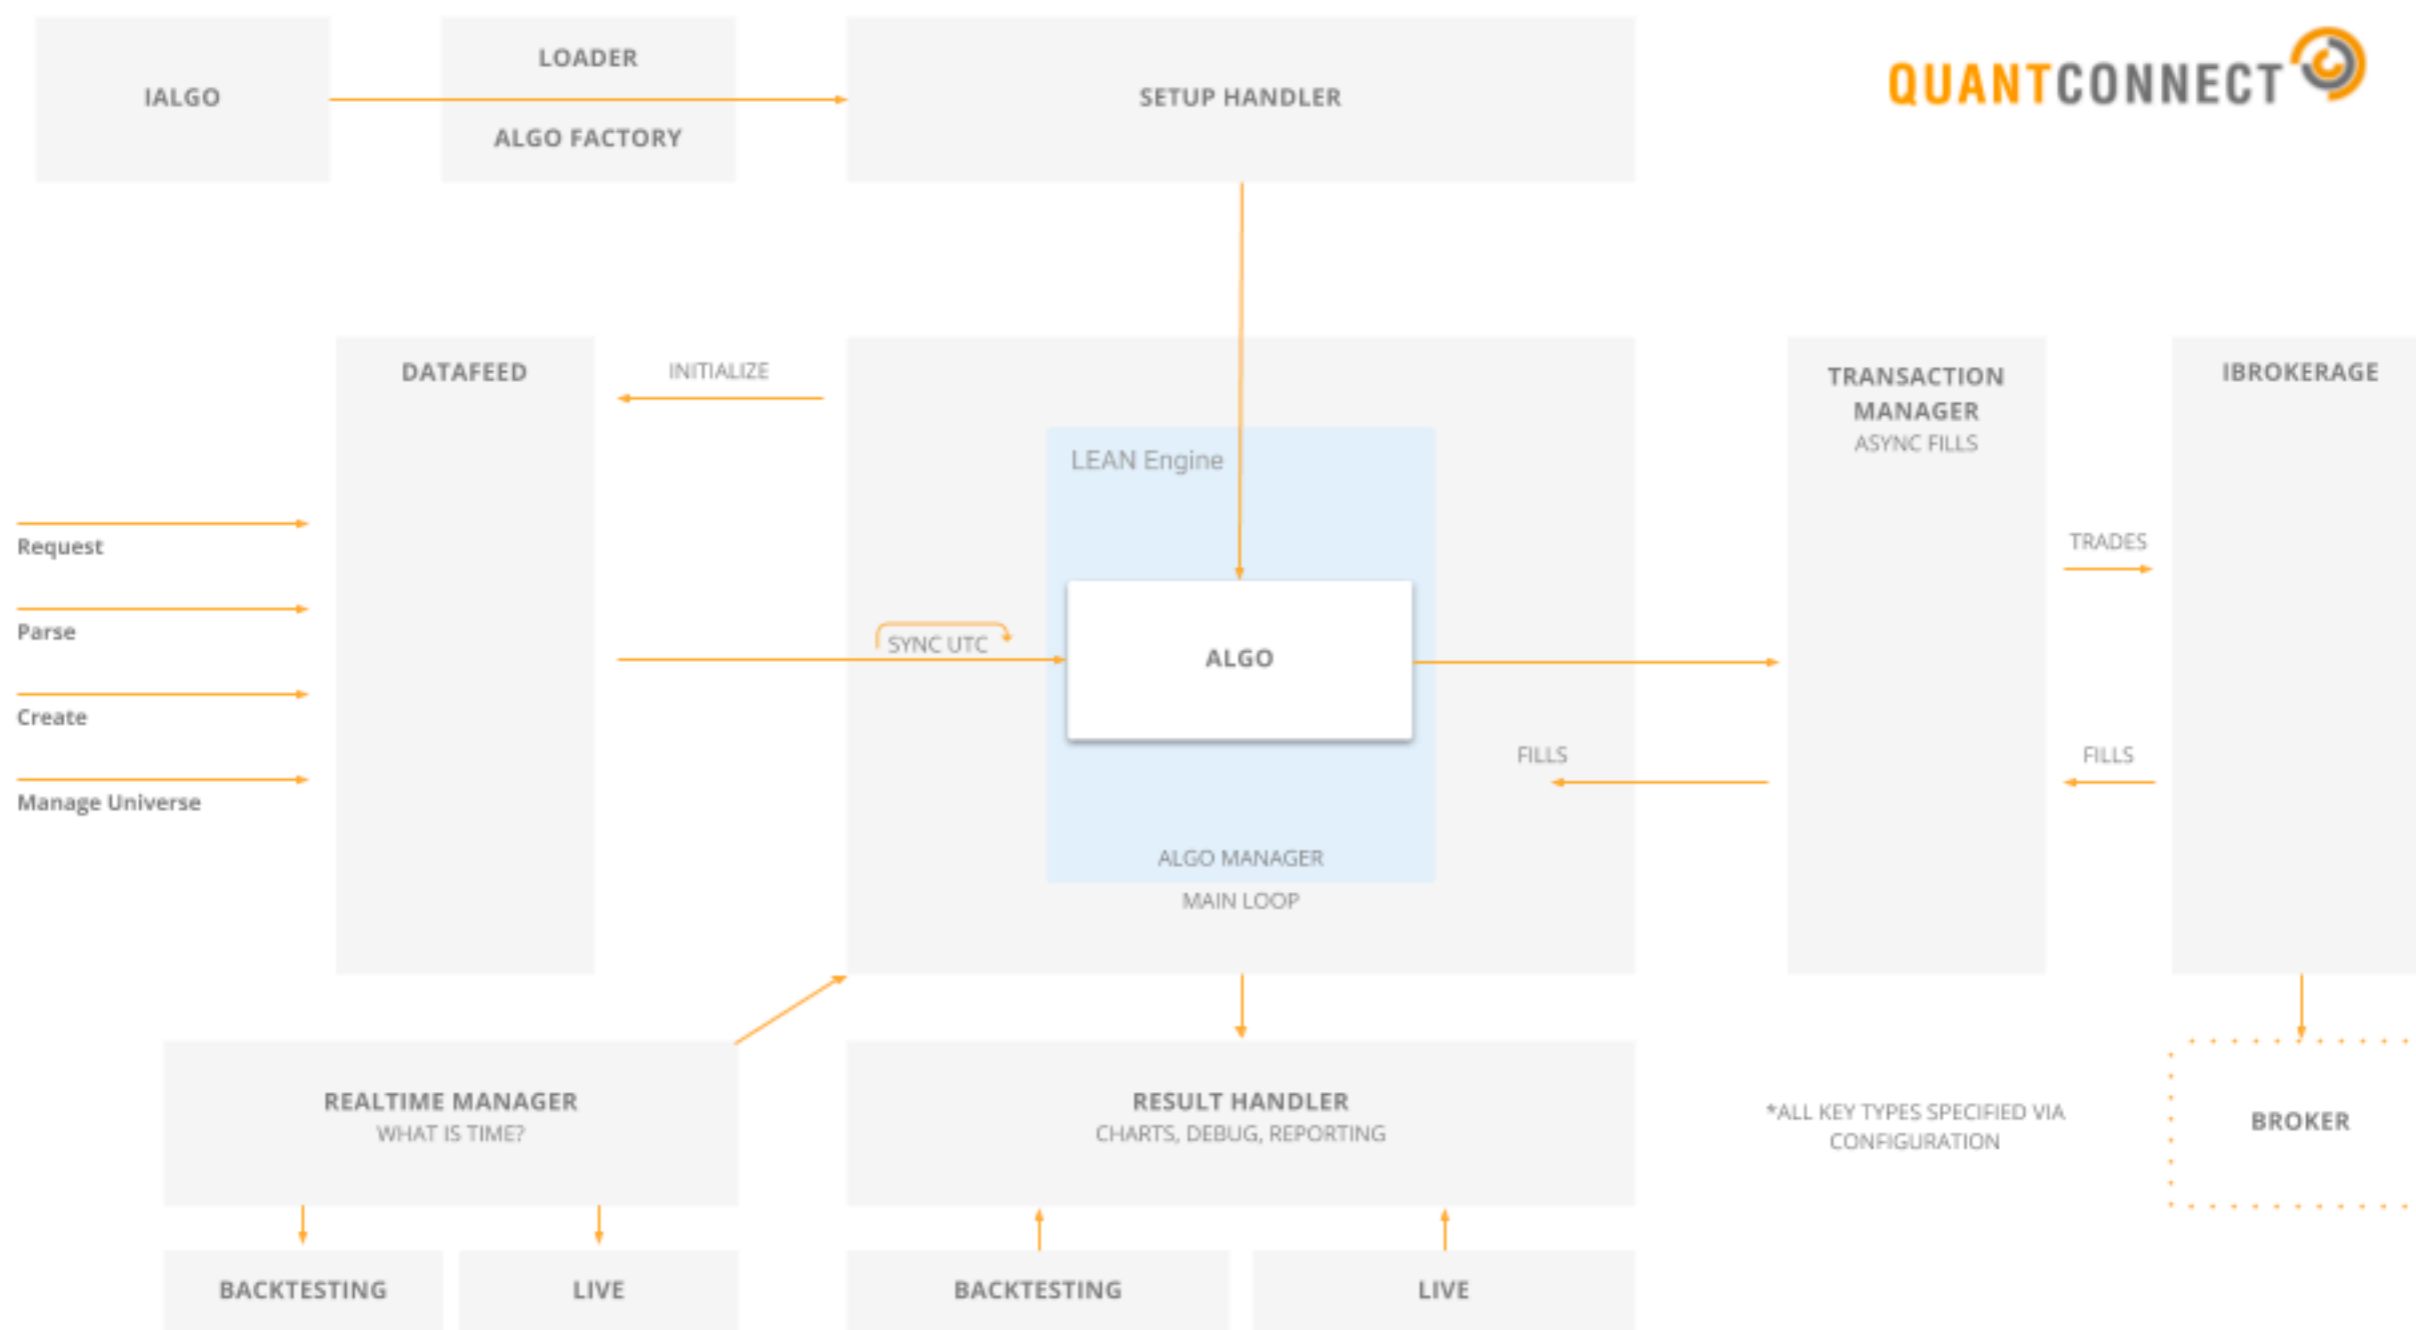 IALGO
LOADER
ALGO FACTORY
SETUP HANDLER
QUANTCONNECT
DATAFEED
INITIALIZE
Request
Parse
Create
Manage Universe
LEAN Engine
SYNC UTC
ALGO
ALGO MANAGER
MAIN LOOP
FILLS
TRANSACTION
MANAGER
ASYNC FILLS
TRADES
FILLS
IBROKERAGE
REALTIME MANAGER
WHAT IS TIME?
BACKTESTING
LIVE
RESULT HANDLER
CHARTS, DEBUG, REPORTING
BACKTESTING
LIVE
*ALL KEY TYPES SPECIFIED VIA
CONFIGURATION
BROKER